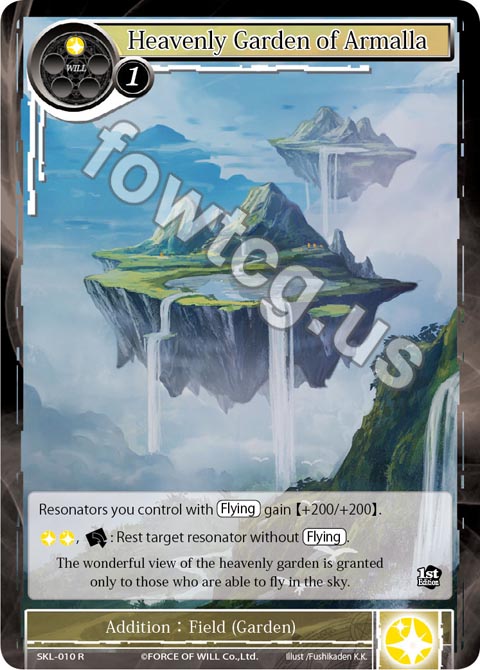 Heavenly Garden of Armalla
WILL
1
fowtcg.us
Resonators you control with Flying gain 【+200/+200】.
, : Rest target resonator without Flying.
The wonderful view of the heavenly garden is granted
only to those who are able to fly in the sky.
1st
Edition
Addition : Field (Garden)
SKL-010 R ©FORCE OF WILL Co.,Ltd. Illust /Fushikaden K.K.